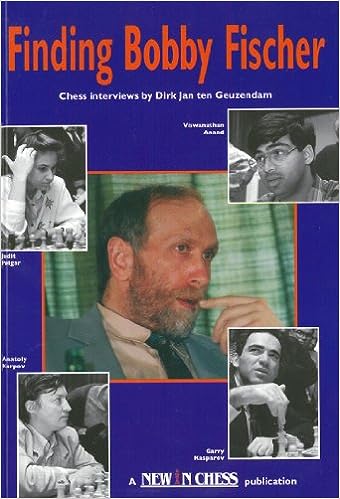 Finding Bobby Fischer
Chess interviews by Dirk Jan ten Geuzendam
Viswanathan
Anand
Judit
Polgar
Anatoly
Karpov
Garry
Kasparov
A NEW IN CHESS publication